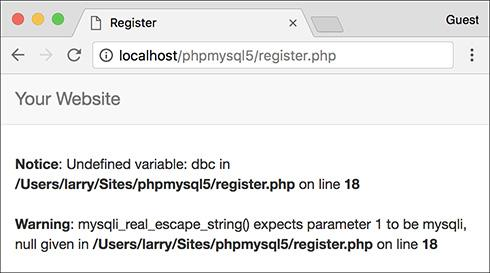 Register
Guest
localhost/phpmysql5/register.php
Your Website
Notice: Undefined variable: dbc in
/Users/larry/Sites/phpmysql5/register.php on line 18
Warning: mysqli_real_escape_string() expects parameter 1 to be mysqli,
null given in /Users/larry/Sites/phpmysql5/register.php on line 18